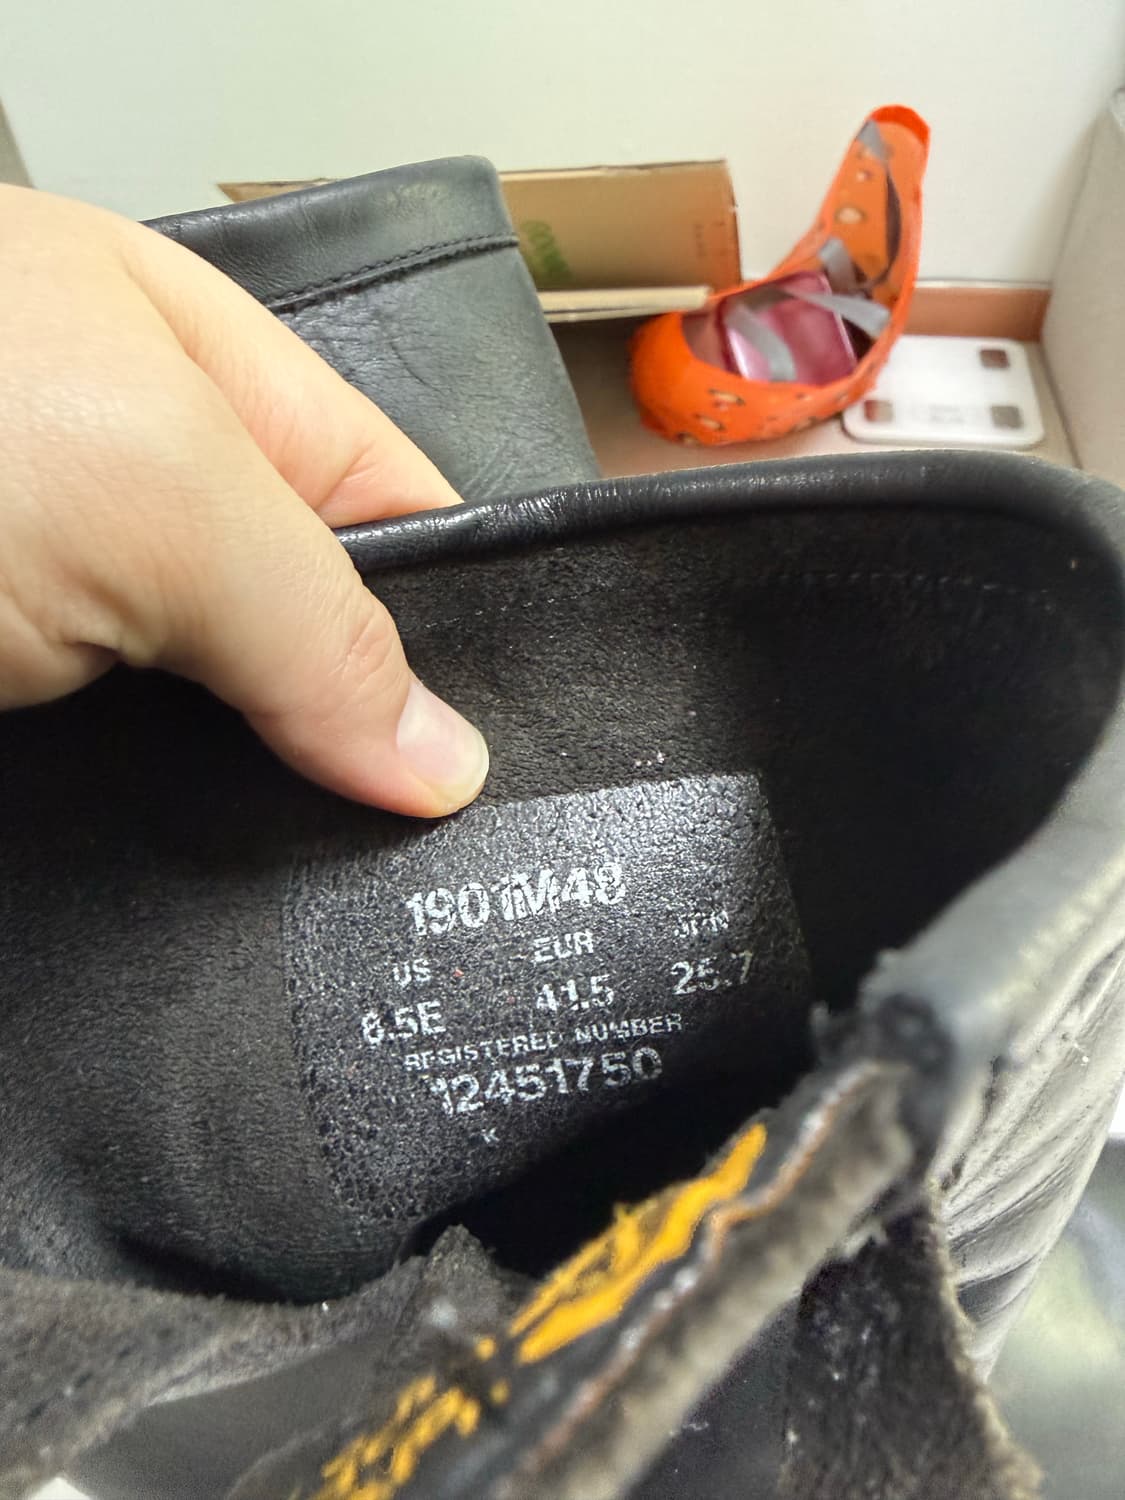 1901M48
US EUR JPN
8.5E 41.5 25.7
REGISTERED NUMBER
12451750
K